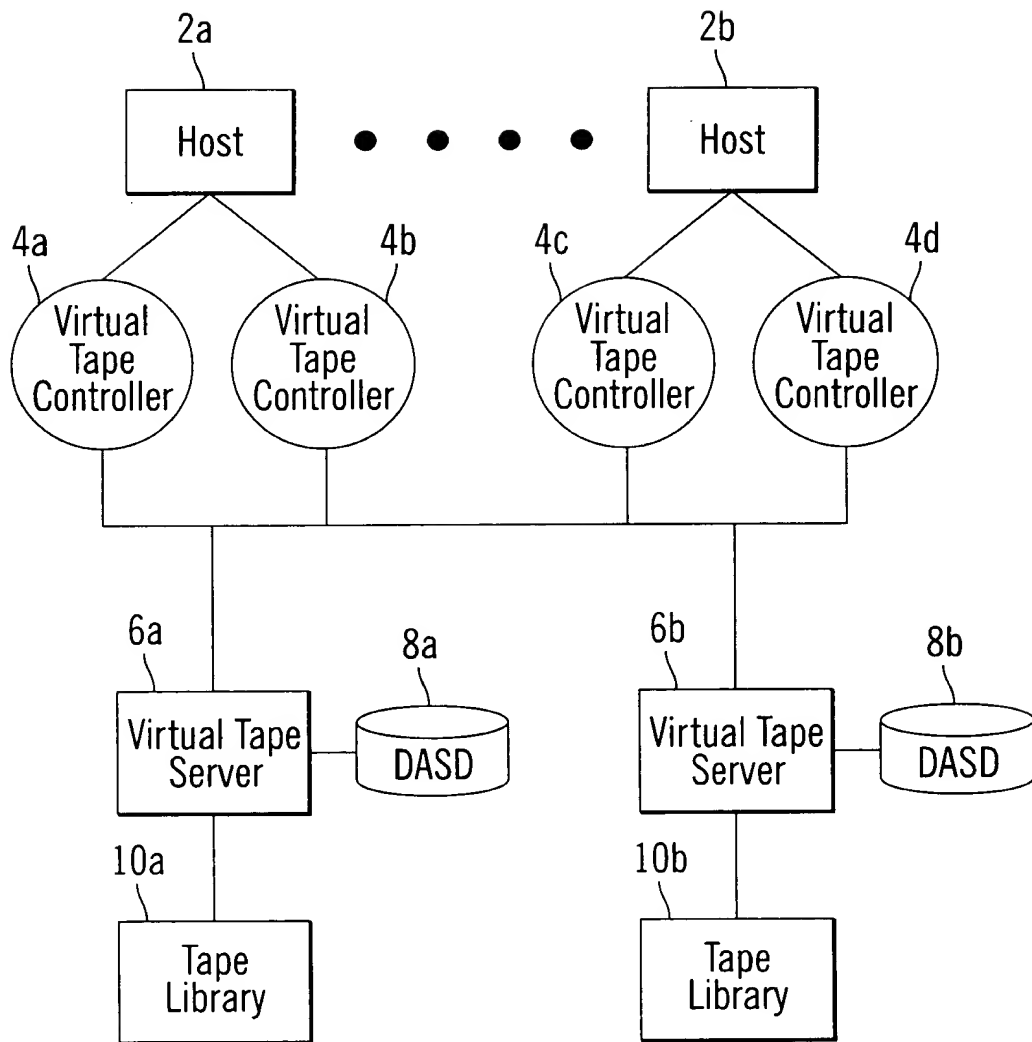 2a 2b
Host Host
4a 4b 4c 4d
Virtual Tape Controller Virtual Tape Controller Virtual Tape Controller Virtual Tape Controller
6a 8a 6b 8b
Virtual Tape Server DASD Virtual Tape Server DASD
10a 10b
Tape Library Tape Library